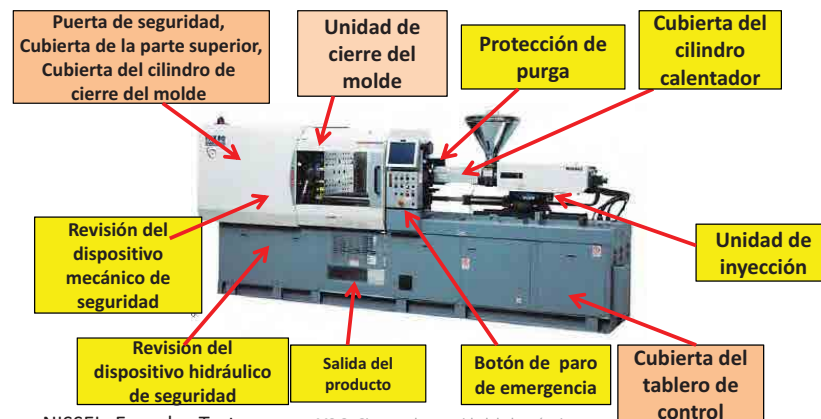 Puerta de seguridad,
Cubierta de la parte superior,
Cubierta del cilindro de
cierre del molde
Unidad de
cierre del
molde
Protección de
purga
Cubierta del
cilindro
calentador
Revisión del
dispositivo
mecánico de
seguridad
Unidad de
inyección
Revisión del
dispositivo hidráulico
de seguridad
Salida del
producto
Botón de paro
de emergencia
Cubierta del
tablero de
control